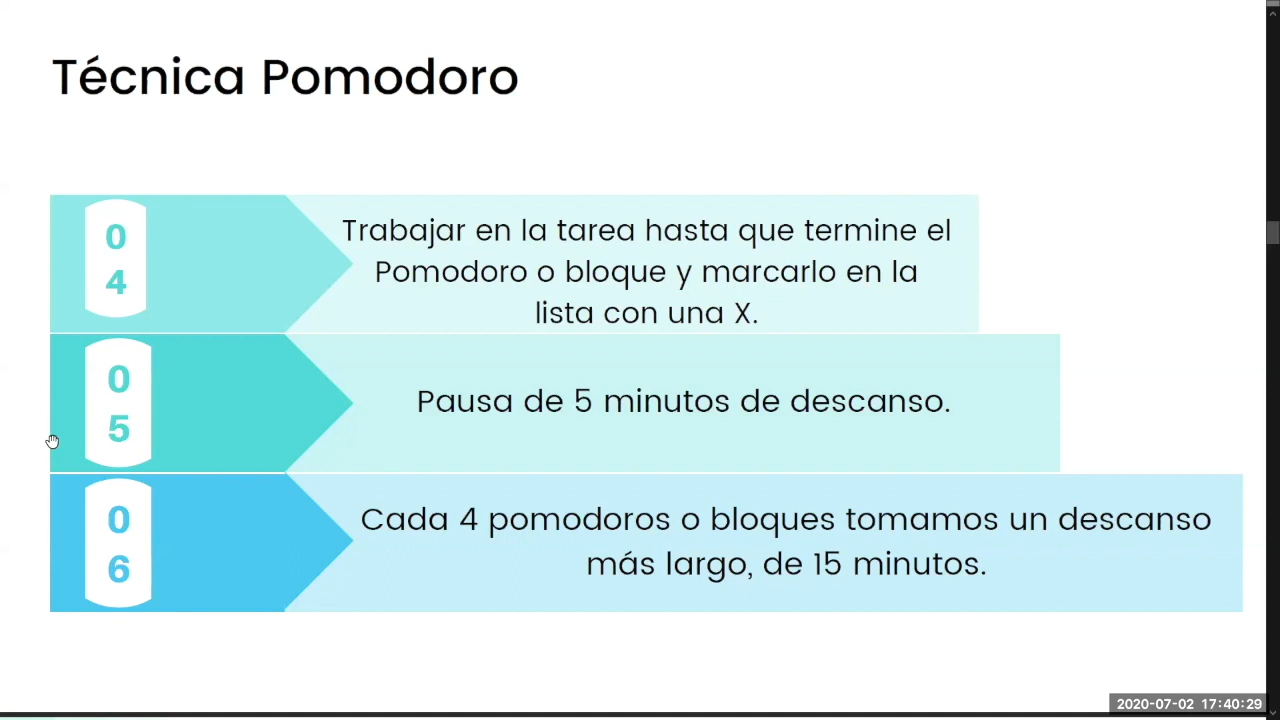 Técnica Pomodoro
0
4
Trabajar en la tarea hasta que termine el
Pomodoro o bloque y marcarlo en la
lista con una X.
0
5
Pausa de 5 minutos de descanso.
0
6
Cada 4 pomodoros o bloques tomamos un descanso
más largo, de 15 minutos.
2020-07-02 17:40:29